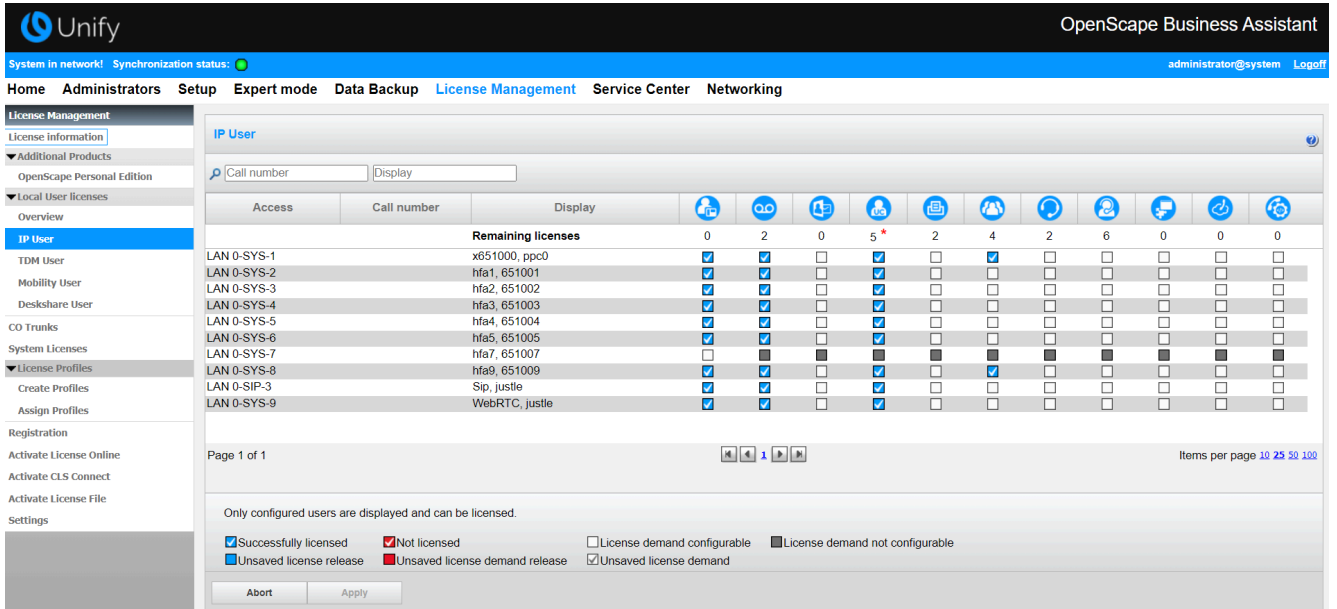 Unify
OpenScape Business Assistant
System in network! Synchronization status:
administrator@system Logoff
Home Administrators Setup Expert mode Data Backup License Management Service Center Networking
License Management
License information
Additional Products
OpenScape Personal Edition
Local User licenses
Overview
IP User
TDM User
Mobility User
Deskshare User
CO Trunks
System Licenses
License Profiles
Create Profiles
Assign Profiles
Registration
Activate License Online
Activate CLS Connect
Activate License File
Settings
IP User
Call number Display
Access Call number Display UG
Remaining licenses 0 2 0 5 * 2 4 2 6 0 0 0
LAN 0-SYS-1 x651000, ppc0
LAN 0-SYS-2 hfa1, 651001
LAN 0-SYS-3 hfa2, 651002
LAN 0-SYS-4 hfa3, 651003
LAN 0-SYS-5 hfa4, 651004
LAN 0-SYS-6 hfa5, 651005
LAN 0-SYS-7 hfa7, 651007
LAN 0-SYS-8 hfa9, 651009
LAN 0-SIP-3 Sip, justle
LAN 0-SYS-9 WebRTC, justle
Page 1 of 1
1
Items per page 10 25 50 100
Only configured users are displayed and can be licensed.
Successfully licensed Not licensed License demand configurable License demand not configurable
Unsaved license release Unsaved license demand release Unsaved license demand
Abort Apply